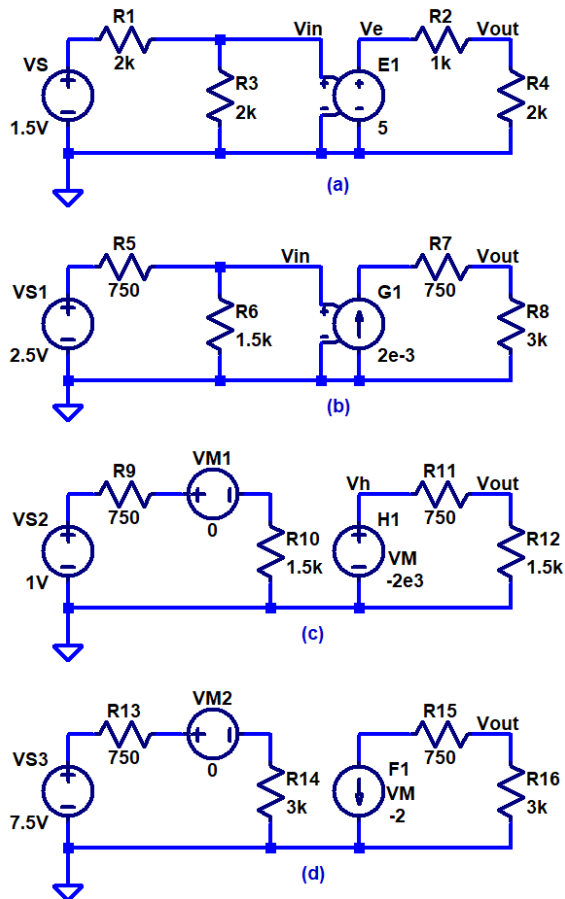 R1 Vin Ve R2 Vout
VS 2k R3 E1 1k R4
+ + + 2k 2k
1.5V - - - 5
(a)
R5 Vin R7 Vout
VS1 750 G1 750
+ R6 + R8
2.5V - 1.5k - 2e-3 3k
(b)
VM1
R9 Vh R11 Vout
VS2 750 + - H1 750
+ 0 R10 + VM R12
1V - 1.5k - -2e3 1.5k
(c)
VM2
R13 R15 Vout
VS3 750 + - F1 750
+ 0 R14 VM R16
7.5V - 3k -2 3k
(d)